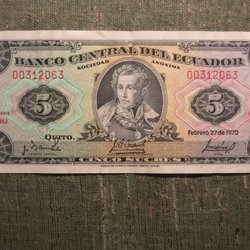 BANCO CENTRAL DEL ECUADOR
SOCIEDAD ANONIMA
00312063 00312063
5 5
QUITO, Febrero 27 de 1970
CINCO SUCRES